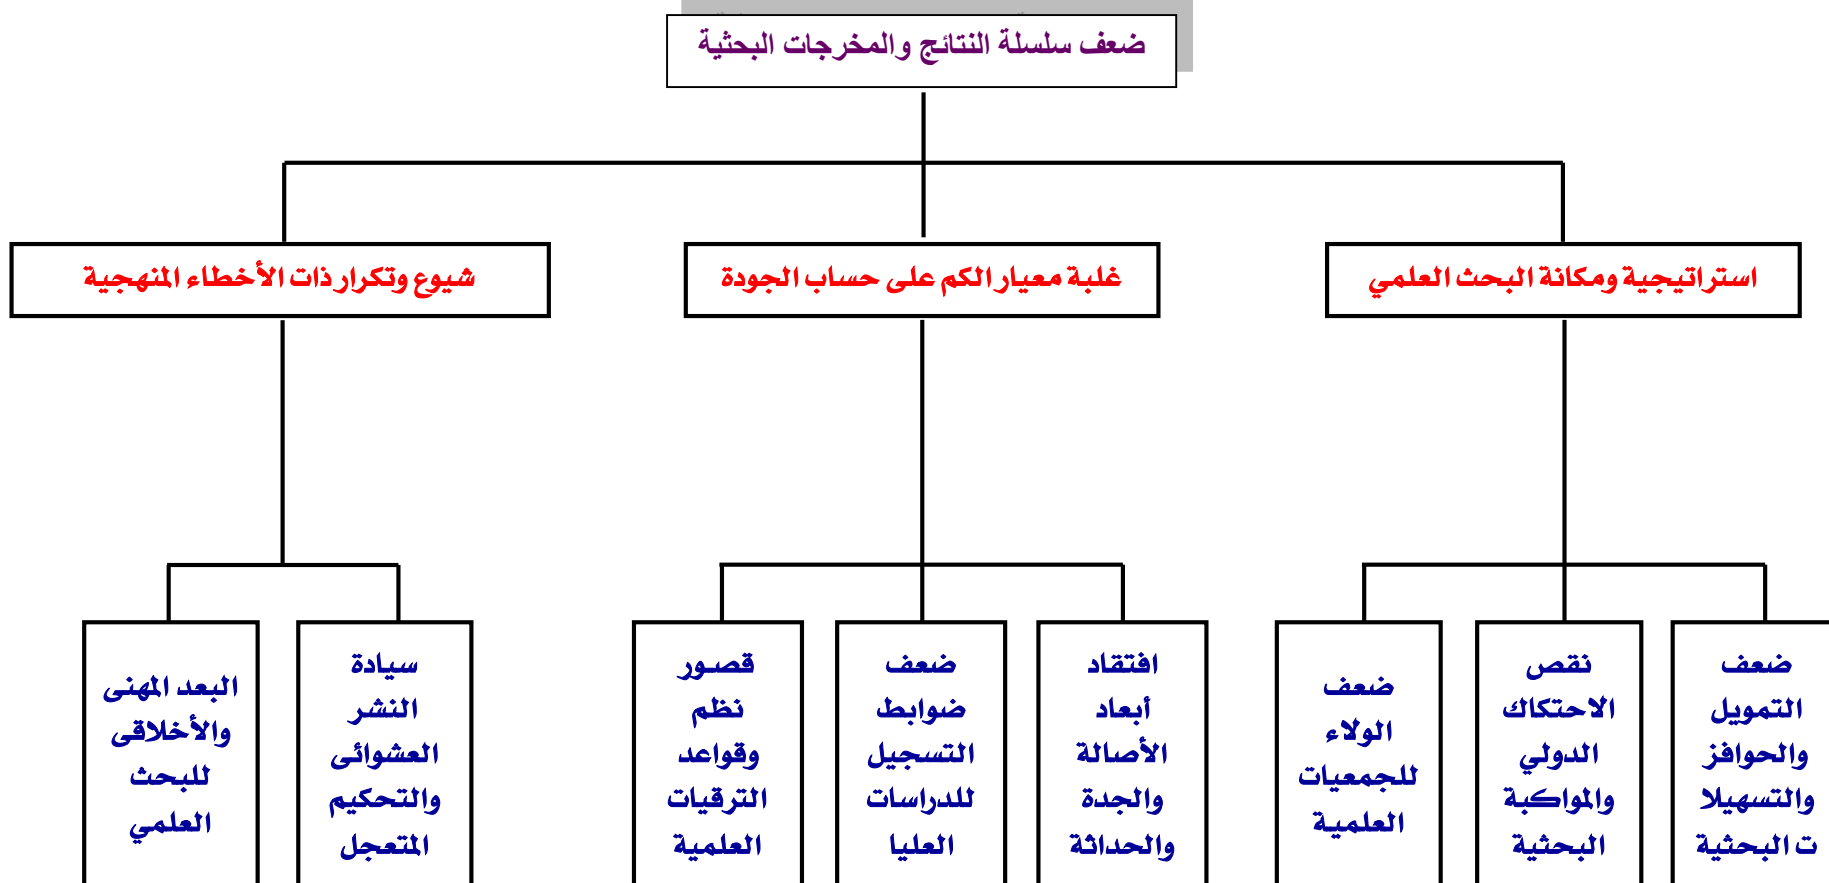 ضعف سلسلة النتائج والمخرجات البحثية
استراتيجية ومكانة البحث العلمي
غلبة معيار الكم على حساب الجودة
شيوع وتكرار ذات الأخطاء المنهجية
ضعف
التمويل
والحوافز
والتسهيلا
ت البحثية
نقص
الاحتكاك
الدولي
والمواكبة
البحثية
ضعف
الولاء
للجمعيات
العلمية
افتقاد
أبعاد
الأصالة
والجدة
والحداثة
ضعف
ضوابط
التسجيل
للدراسات
العليا
قصور
نظم
وقواعد
الترقيات
العلمية
سيادة
النشر
العشوائى
والتحكيم
المتعجل
البعد المهنى
والأخلاقى
للبحث
العلمي